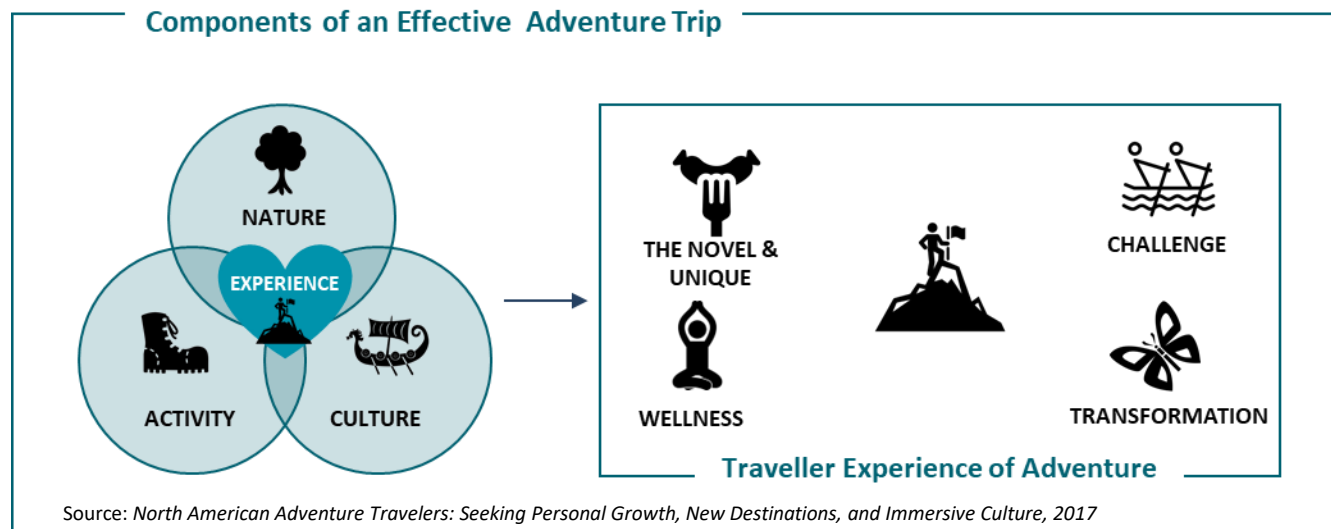 Components of an Effective Adventure Trip
NATURE
EXPERIENCE
ACTIVITY
CULTURE
THE NOVEL &
UNIQUE
CHALLENGE
WELLNESS
TRANSFORMATION
Traveller Experience of Adventure
Source: North American Adventure Travelers: Seeking Personal Growth, New Destinations, and Immersive Culture, 2017